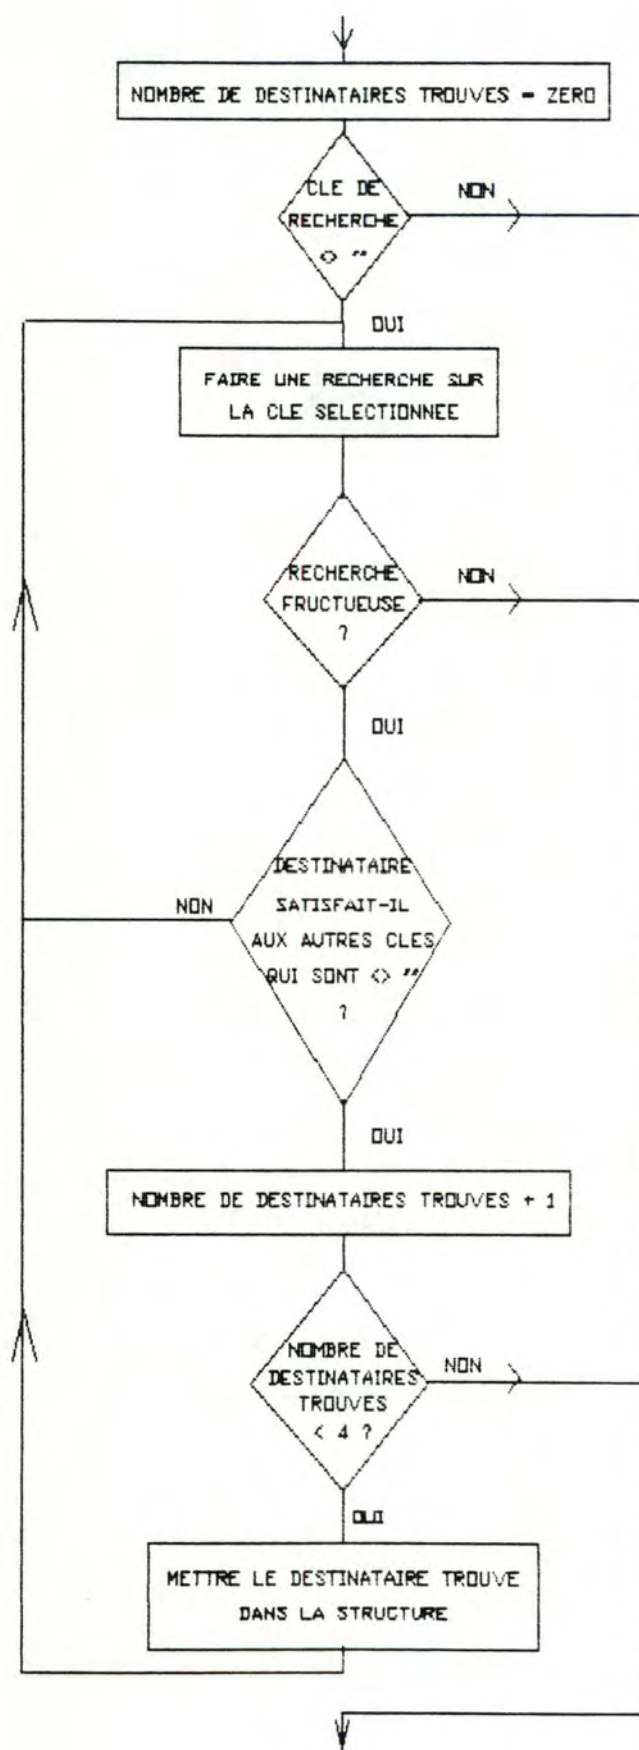 NOMBRE DE DESTINATAIRES TROUVES = ZERO
CLE DE
RECHERCHE
<> ''
NON
OUI
FAIRE UNE RECHERCHE SUR
LA CLE SELECTIONNEE
RECHERCHE
FRUCTUEUSE
?
NON
OUI
DESTINATAIRE
SATISFAIT-IL
AUX AUTRES CLES
QUI SONT <> ''
?
NON
OUI
NOMBRE DE DESTINATAIRES TROUVES + 1
NOMBRE DE
DESTINATAIRES
TROUVES
< 4 ?
NON
OUI
METTRE LE DESTINATAIRE TROUVE
DANS LA STRUCTURE